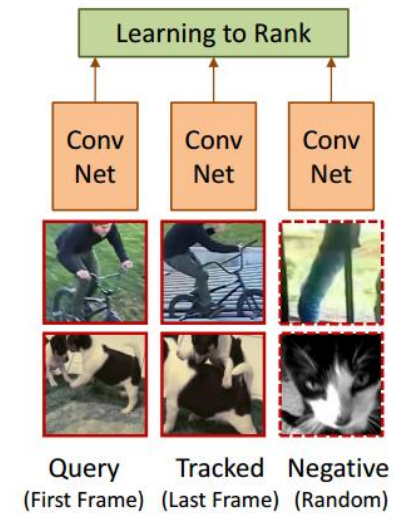 Learning to Rank
Conv Net
Conv Net
Conv Net
Query
(First Frame)
Tracked
(Last Frame)
Negative
(Random)